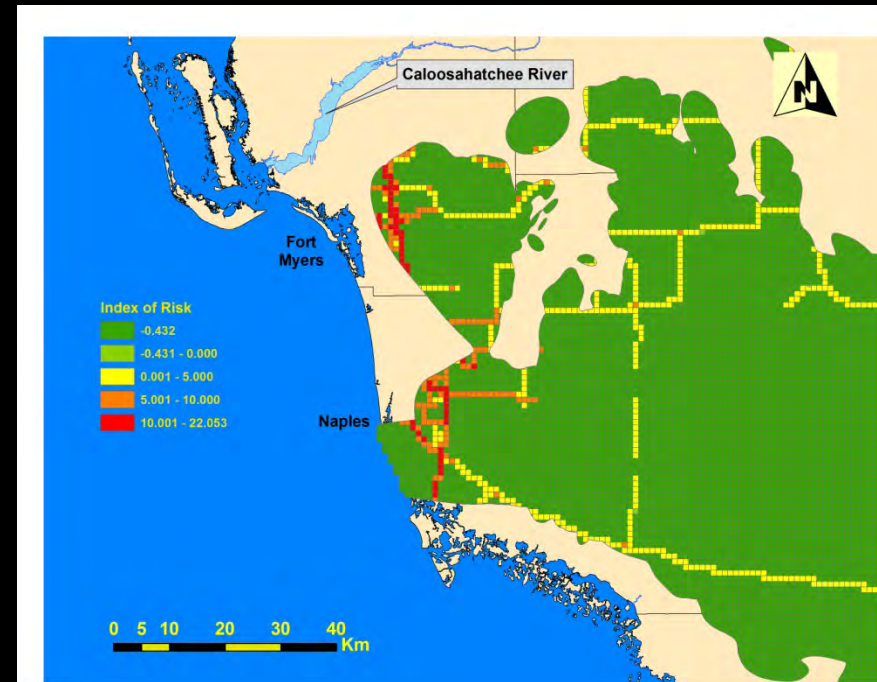 Caloosahatchee River
N
Fort
Myers
Index of Risk
-0.432
-0.431 - 0.000
0.001 - 5.000
5.001 - 10.000
10.001 - 22.053
Naples
0 5 10 20 30 40
Km